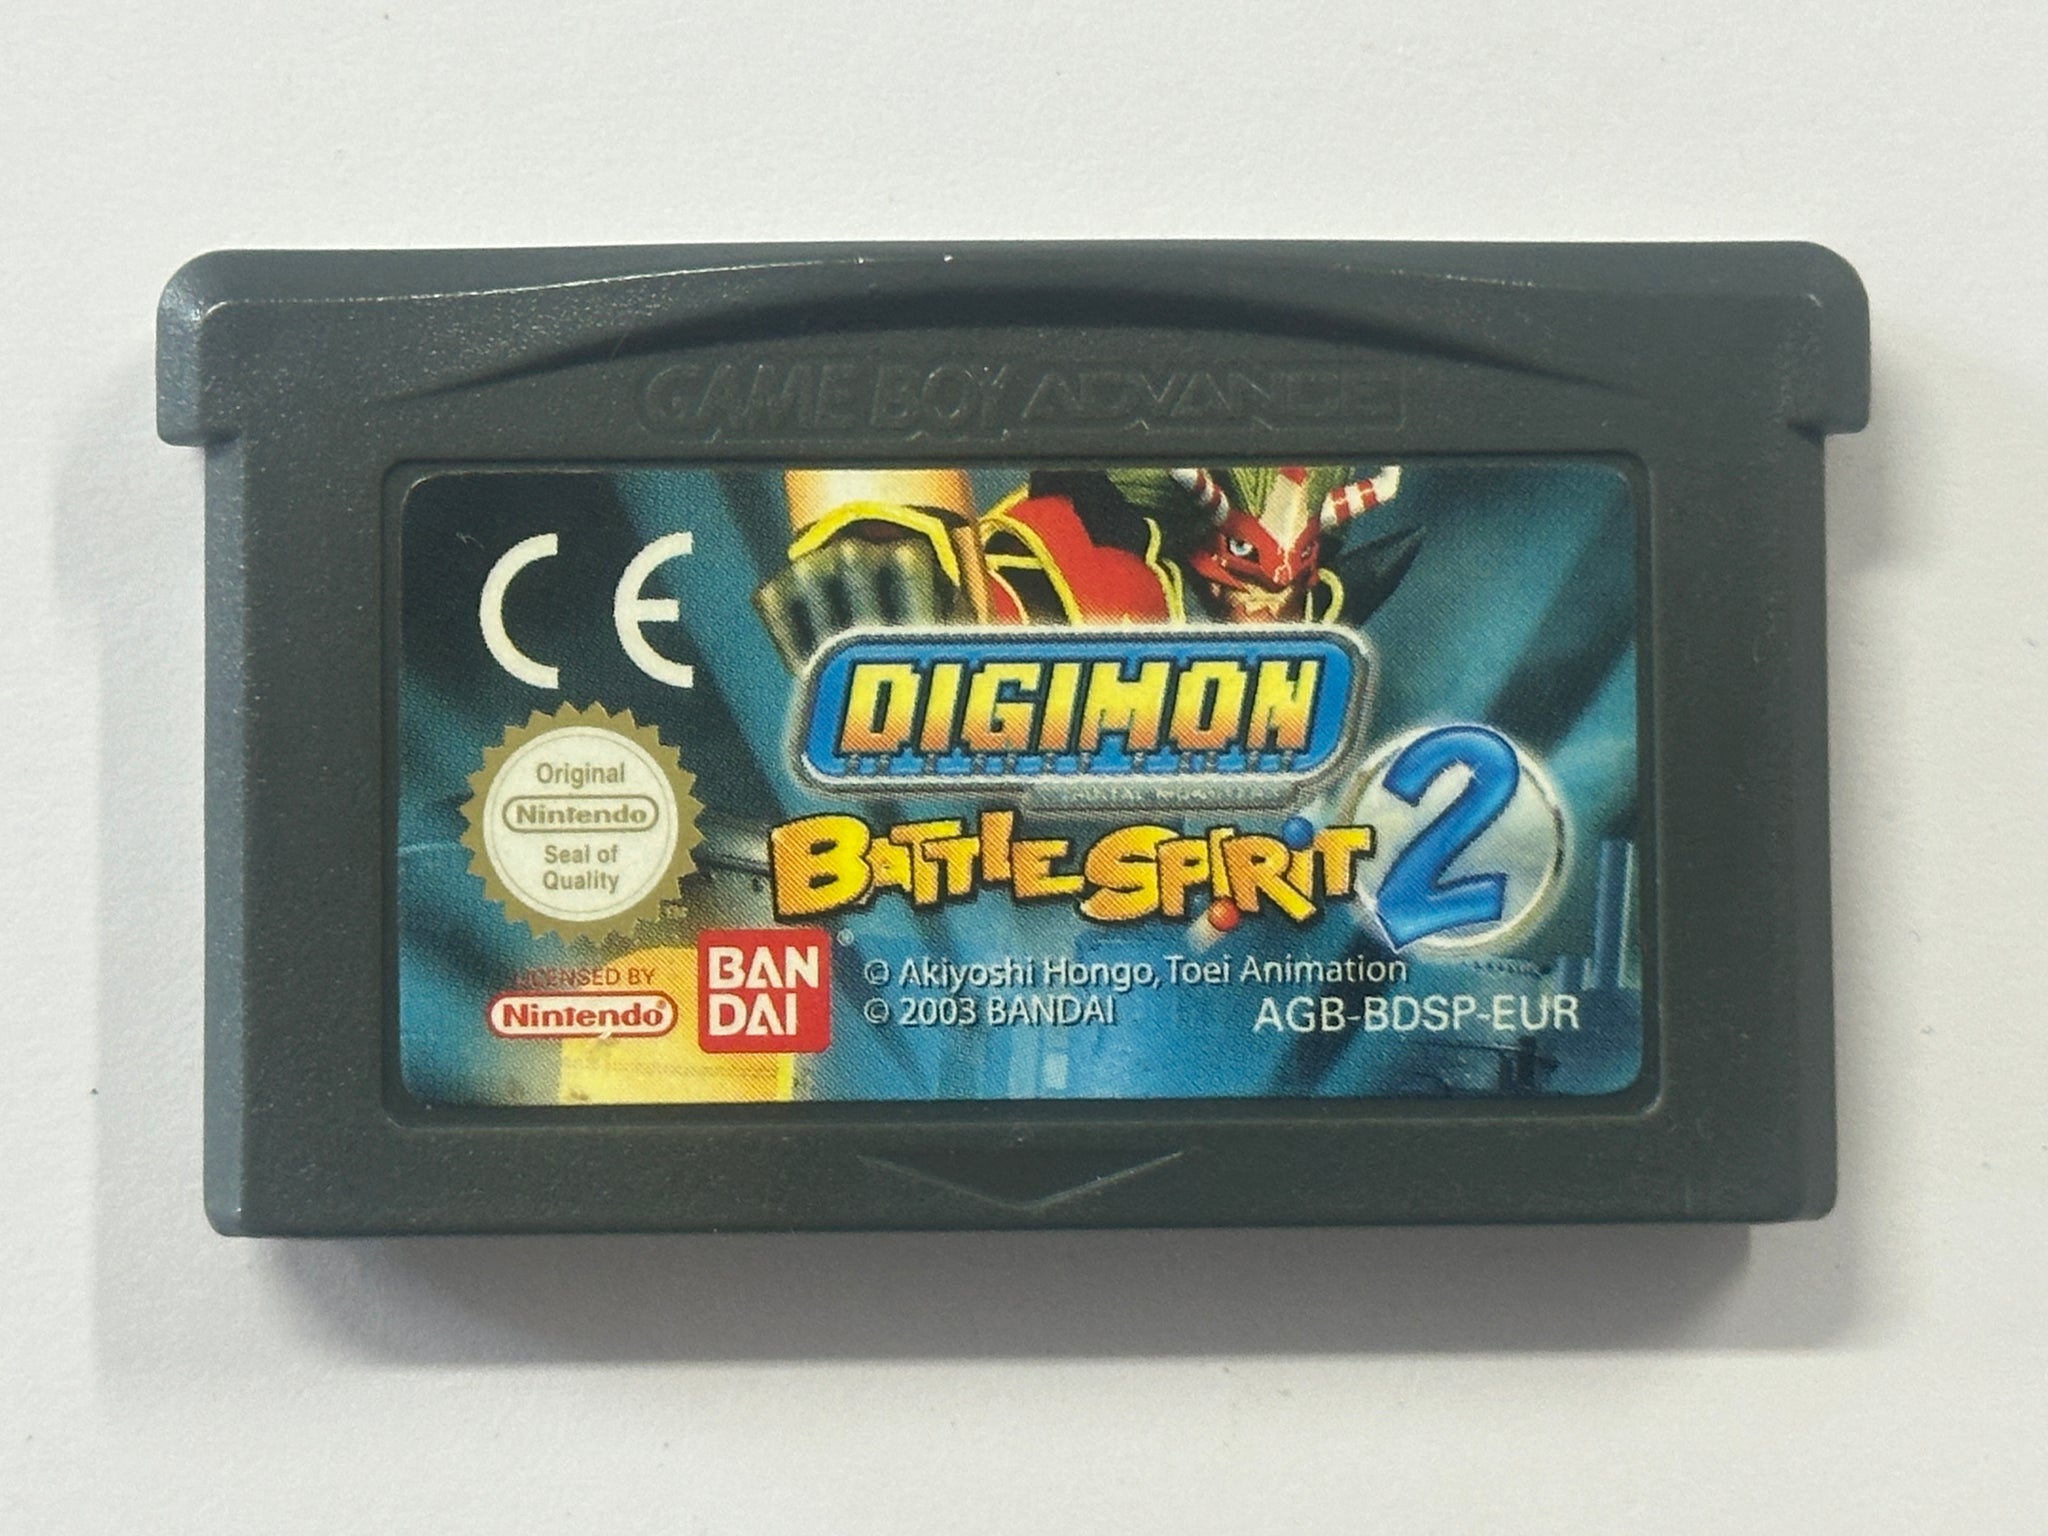 GAME BOY ADVANCE
CE
DIGIMON
BATTLE SPIRIT 2
Original
Nintendo
Seal of
Quality
TM
LICENSED BY
Nintendo®
BAN
DAI
®
© Akiyoshi Hongo, Toei Animation
© 2003 BANDAI
AGB-BDSP-EUR